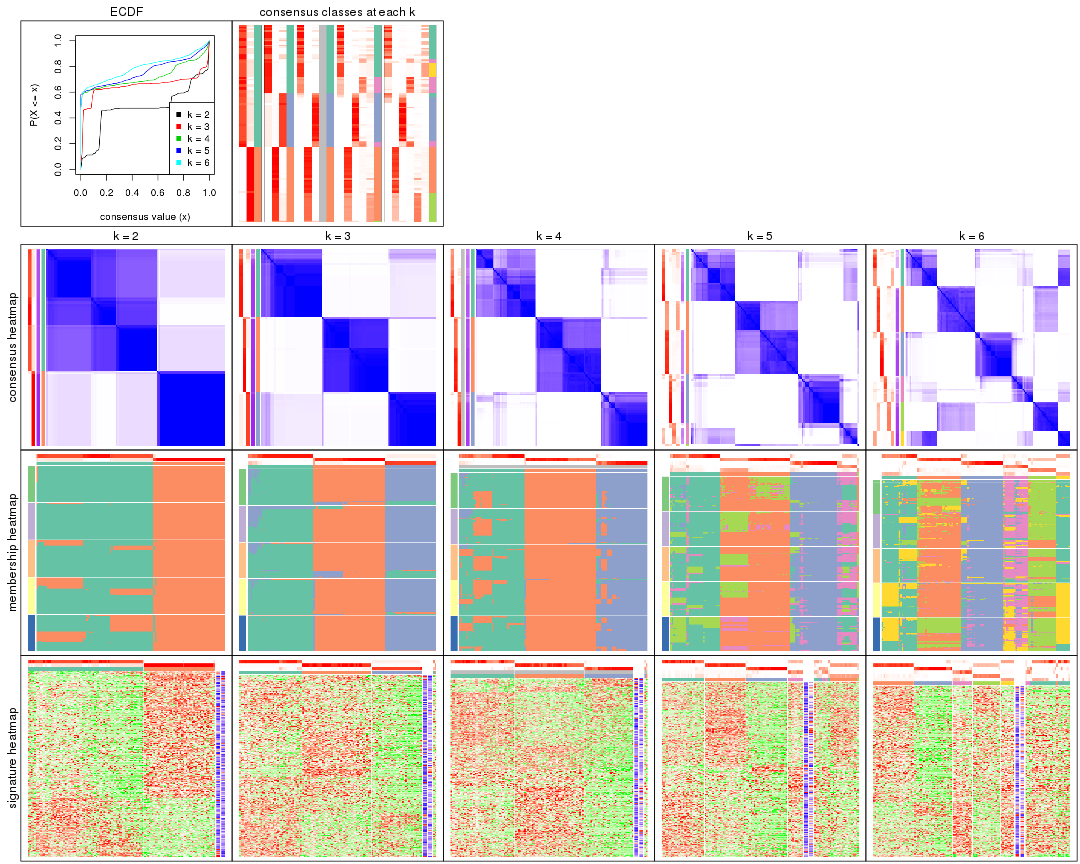 ECDF
consensus classes at each k
P(X <= x)
1.0
0.8
0.6
0.4
0.2
0.0
k = 2
k = 3
k = 4
k = 5
k = 6
0.0 0.2 0.4 0.6 0.8 1.0
consensus value (x)
k = 2
k = 3
k = 4
k = 5
k = 6
consensus heatmap
membership heatmap
signature heatmap